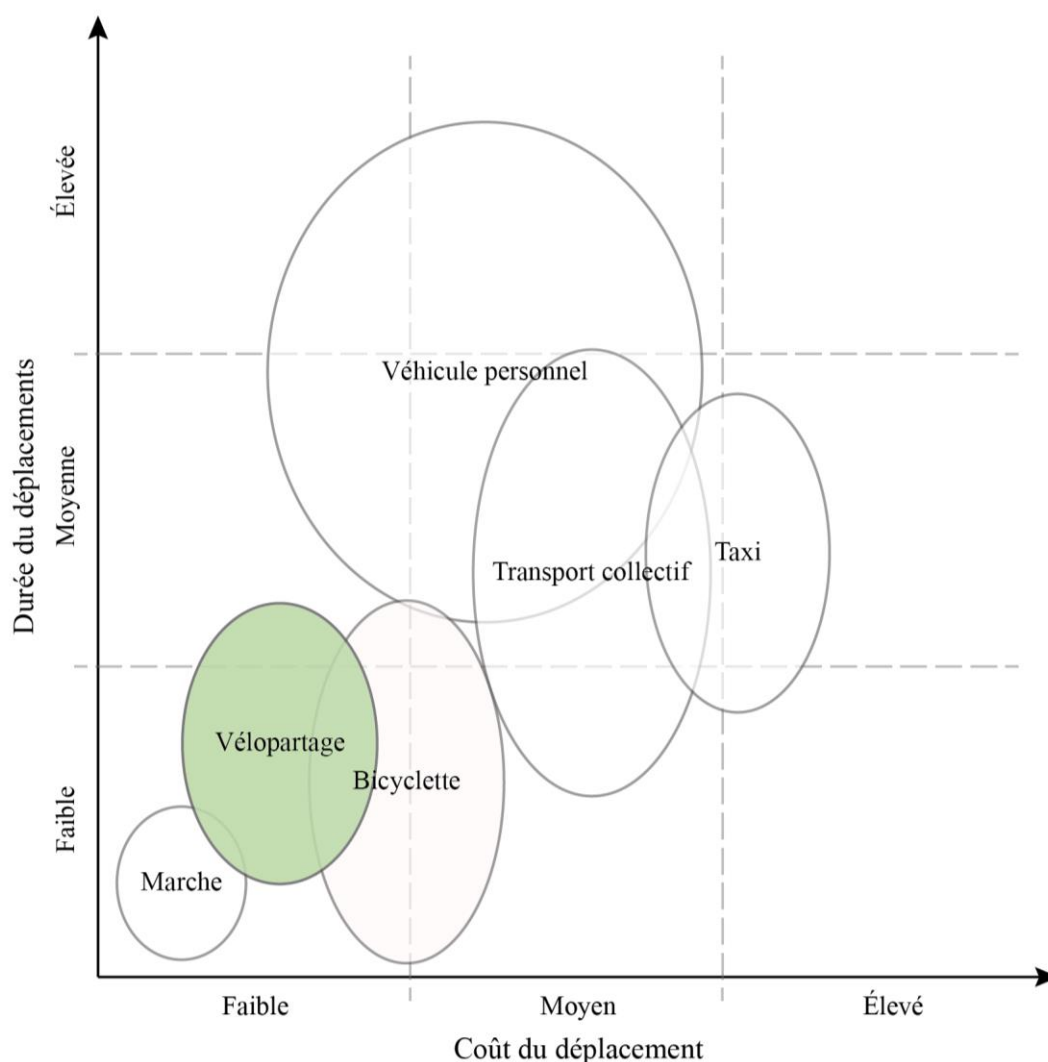 Élevée
Véhicule personnel
Durée du déplacements
Moyenne
Taxi
Transport collectif
Vélopartage
Bicyclette
Faible
Marche
Faible
Moyen
Élevé
Coût du déplacement